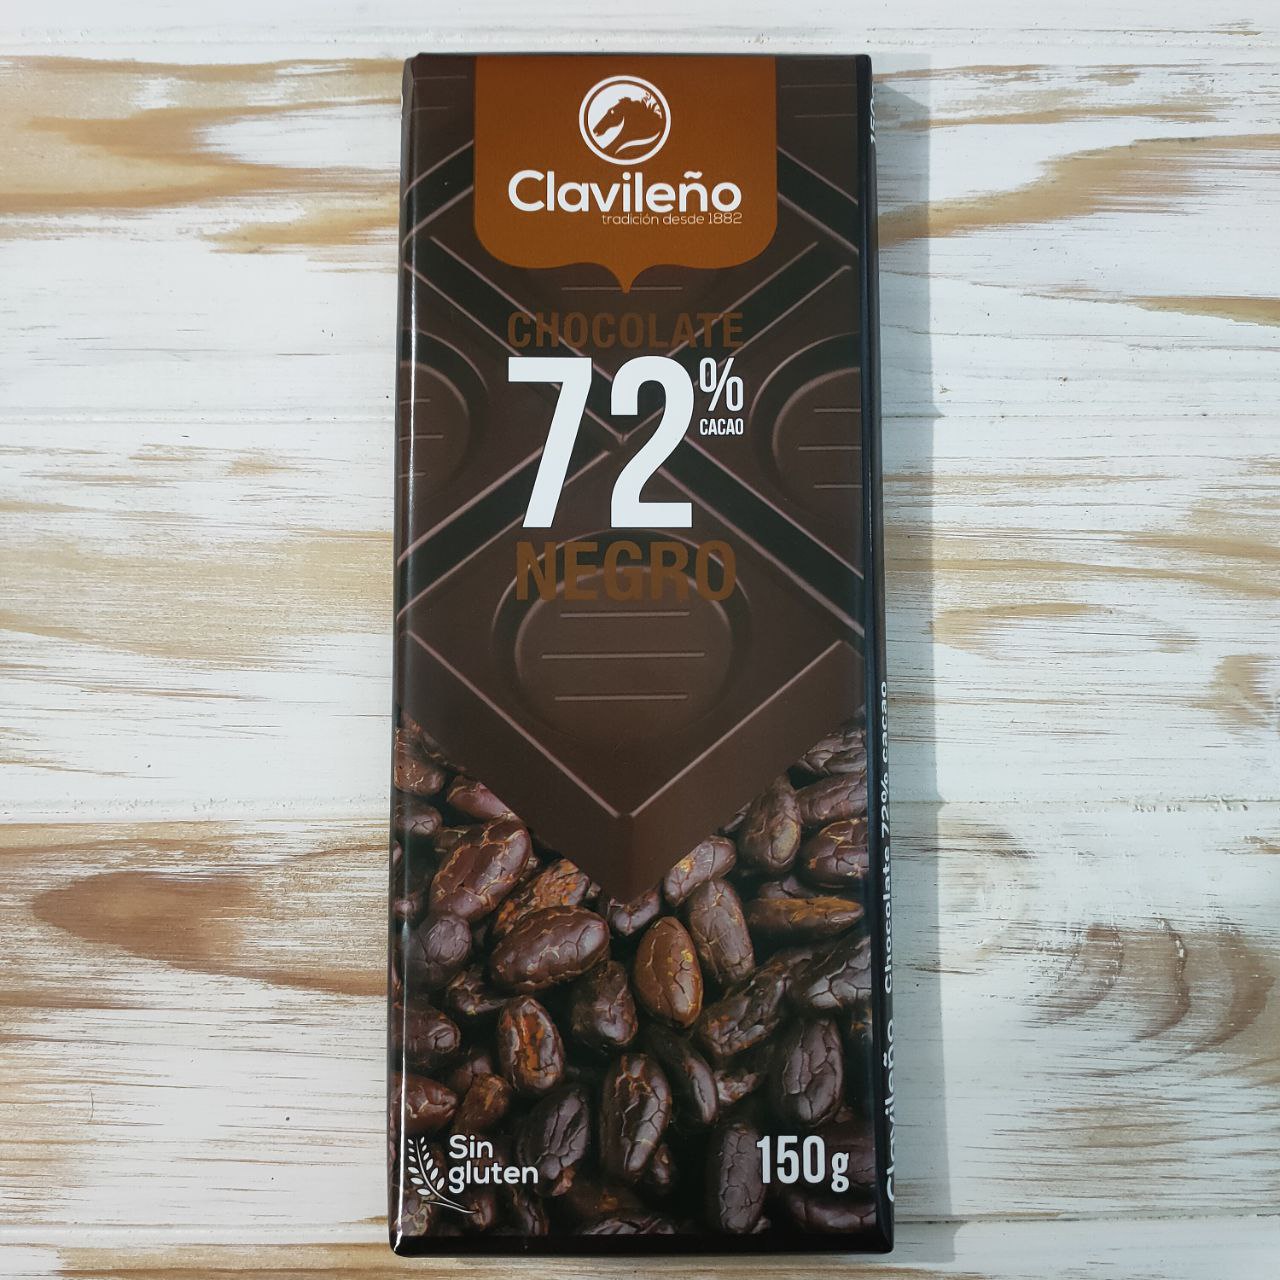 Clavileño
tradición desde 1882
CHOCOLATE
72%
CACAO
NEGRO
Sin
gluten
150g
Clavileño Chocolate 72% cacao